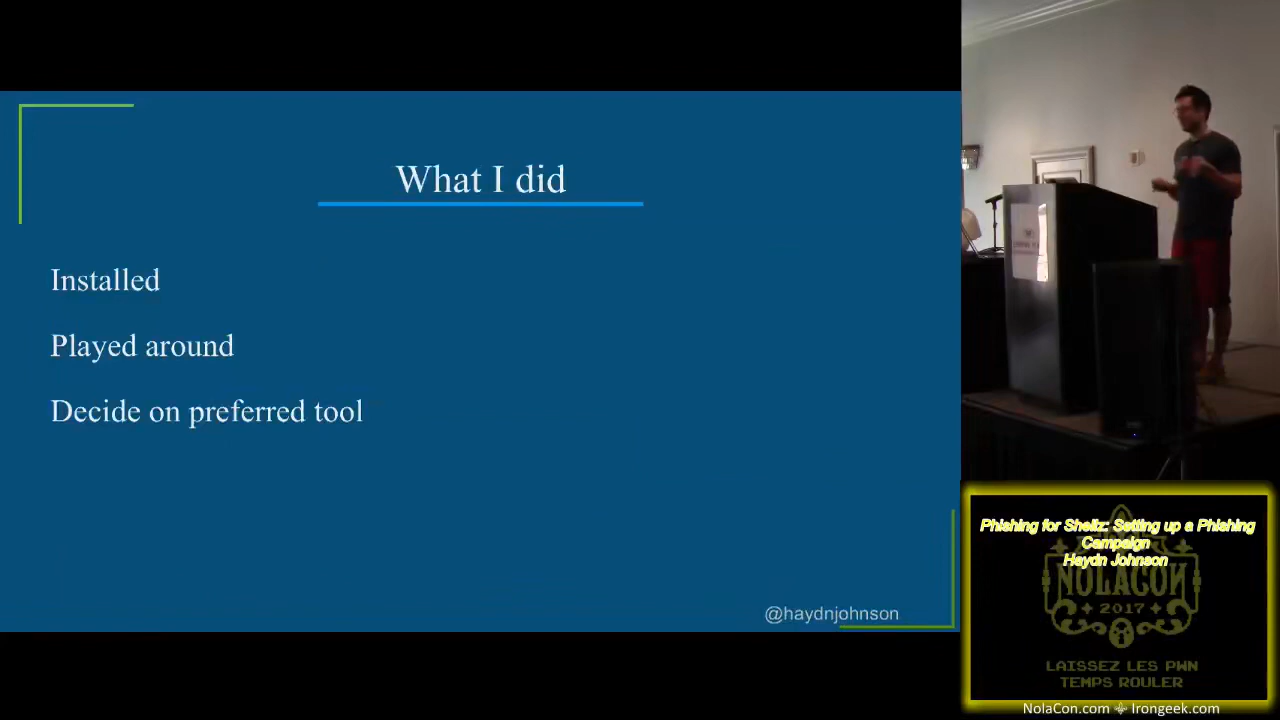 What I did
Installed
Played around
Decide on preferred tool
@haydnjohnson
Phishing for Shellz: Setting up a Phishing
Campaign
Haydn Johnson
NOLACON
2017
LAISSEZ LES PWN
TEMPS ROULER
NolaCon.com Irongeek.com